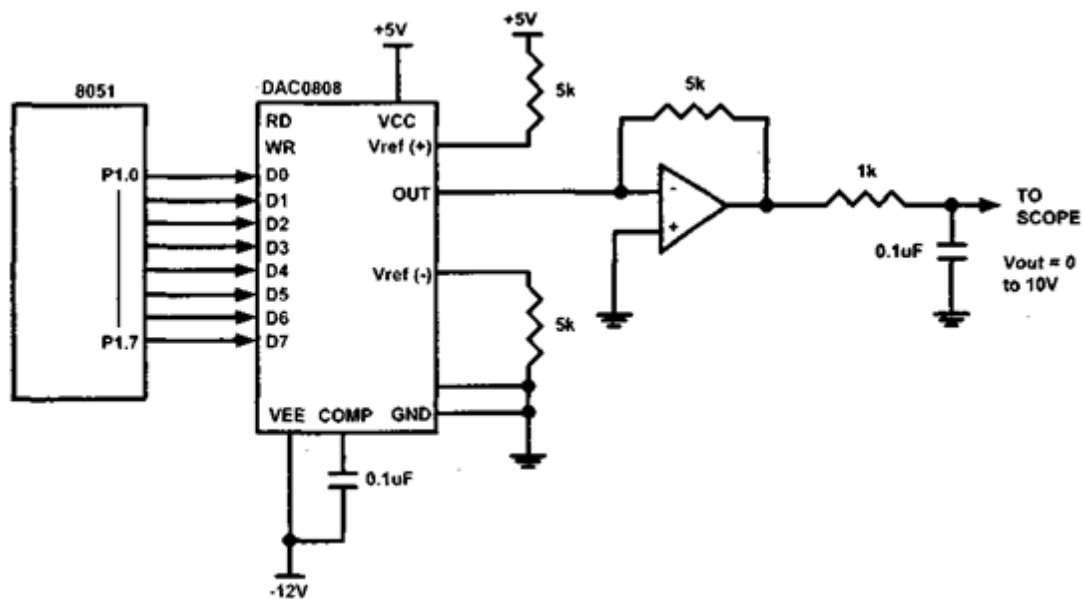 8051
P1.0
P1.7
+5V
DAC0808
RD
WR
D0
D1
D2
D3
D4
D5
D6
D7
VCC
Vref (+)
OUT
Vref (-)
VEE
COMP
GND
+5V
5k
5k
5k
0.1uF
-12V
-
+
1k
0.1uF
TO
SCOPE
Vout = 0
to 10V